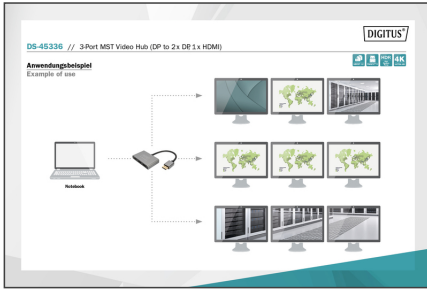 DIGITUS®
DS-45336 // 3-Port MST Video Hub (DP to 2x DP, 1x HDMI)
Anwendungsbeispiel
Example of use
HDR
4K
Notebook